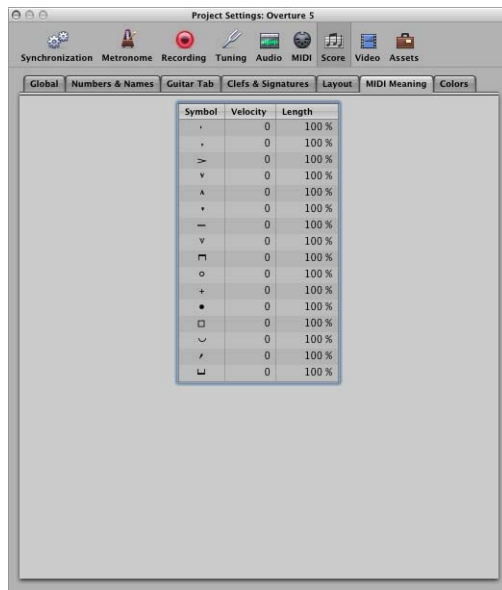 Project Settings: Overture 5
Synchronization Metronome Recording Tuning Audio MIDI Score Video Assets
Global Numbers & Names Guitar Tab Clefs & Signatures Layout MIDI Meaning Colors
Symbol Velocity Length
0 100 %
0 100 %
> 0 100 %
0 100 %
0 100 %
0 100 %
0 100 %
0 100 %
0 100 %
0 100 %
+ 0 100 %
0 100 %
0 100 %
0 100 %
0 100 %
0 100 %